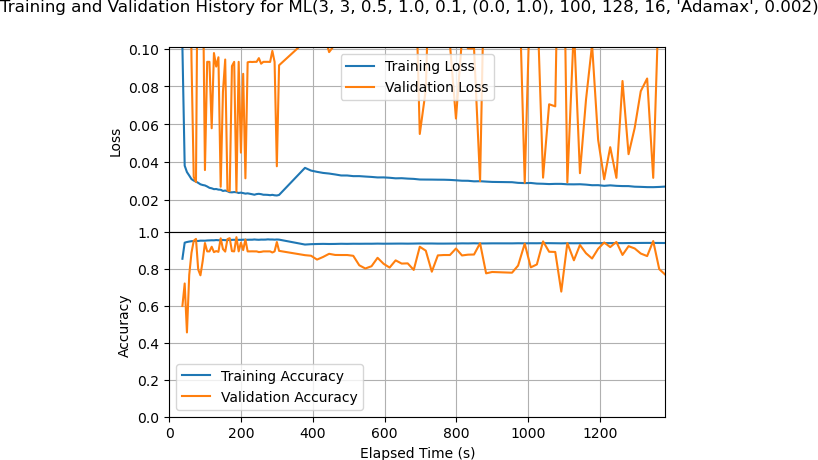 Training and Validation History for ML(3, 3, 0.5, 1.0, 0.1, (0.0, 1.0), 100, 128, 16, 'Adamax', 0.002)
0.10
0.08
0.06
0.04
0.02
Loss
Training Loss
Validation Loss
1.0
0.8
0.6
0.4
0.2
0.0
Accuracy
Training Accuracy
Validation Accuracy
0 200 400 600 800 1000 1200
Elapsed Time (s)